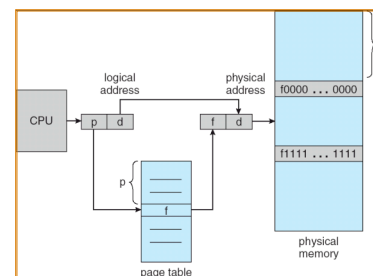 logical
address
physical
address
f0000 ... 0000
CPU
p d
f d
f1111 ... 1111
p
f
physical
memory
page table